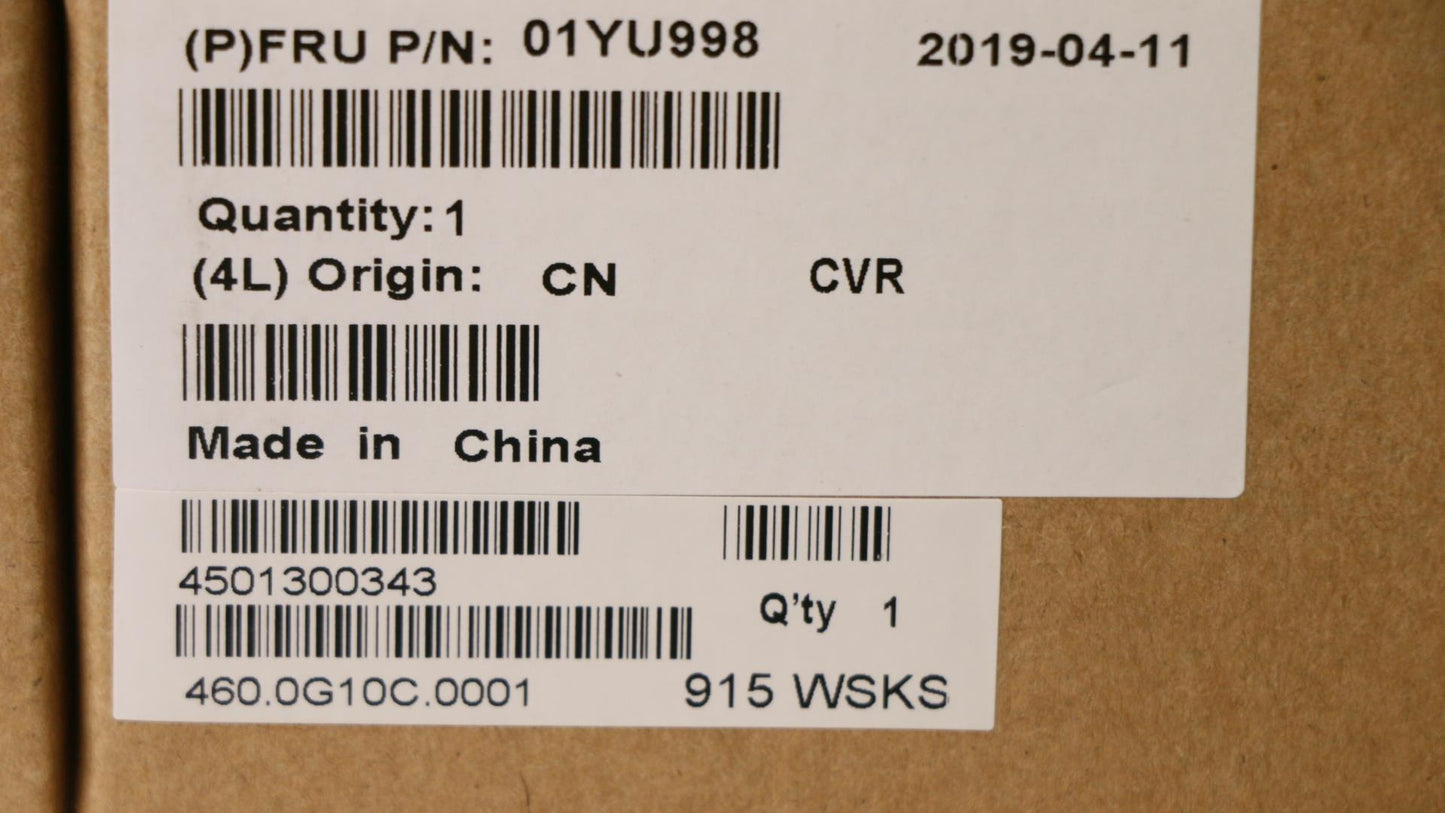 (P)FRU P/N: 01YU998 2019-04-11
Quantity: 1
(4L) Origin: CN CVR
Made in China
4501300343
Q'ty 1
460.0G10C.0001 915 WSKS